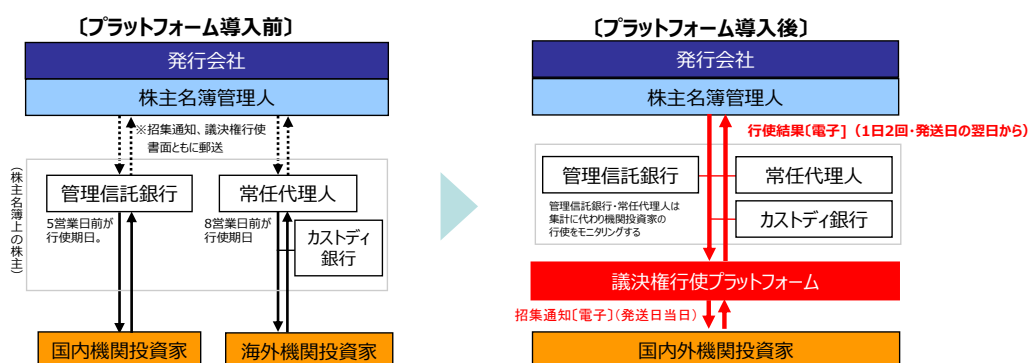 〔プラットフォーム導入前〕
発行会社
株主名簿管理人
※招集通知、議決権行使
書面ともに郵送
(株主名簿上の株主)
管理信託銀行
常任代理人
5営業日前が
行使期日。
8営業日前が
行使期日
カストディ
銀行
国内機関投資家
海外機関投資家
〔プラットフォーム導入後〕
発行会社
株主名簿管理人
行使結果〔電子] (1日2回・発送日の翌日から)
管理信託銀行
常任代理人
管理信託銀行・常任代理人は
集計に代わり機関投資家の
行使をモニタリングする
カストディ銀行
議決権行使プラットフォーム
招集通知〔電子〕(発送日当日)
国内外機関投資家